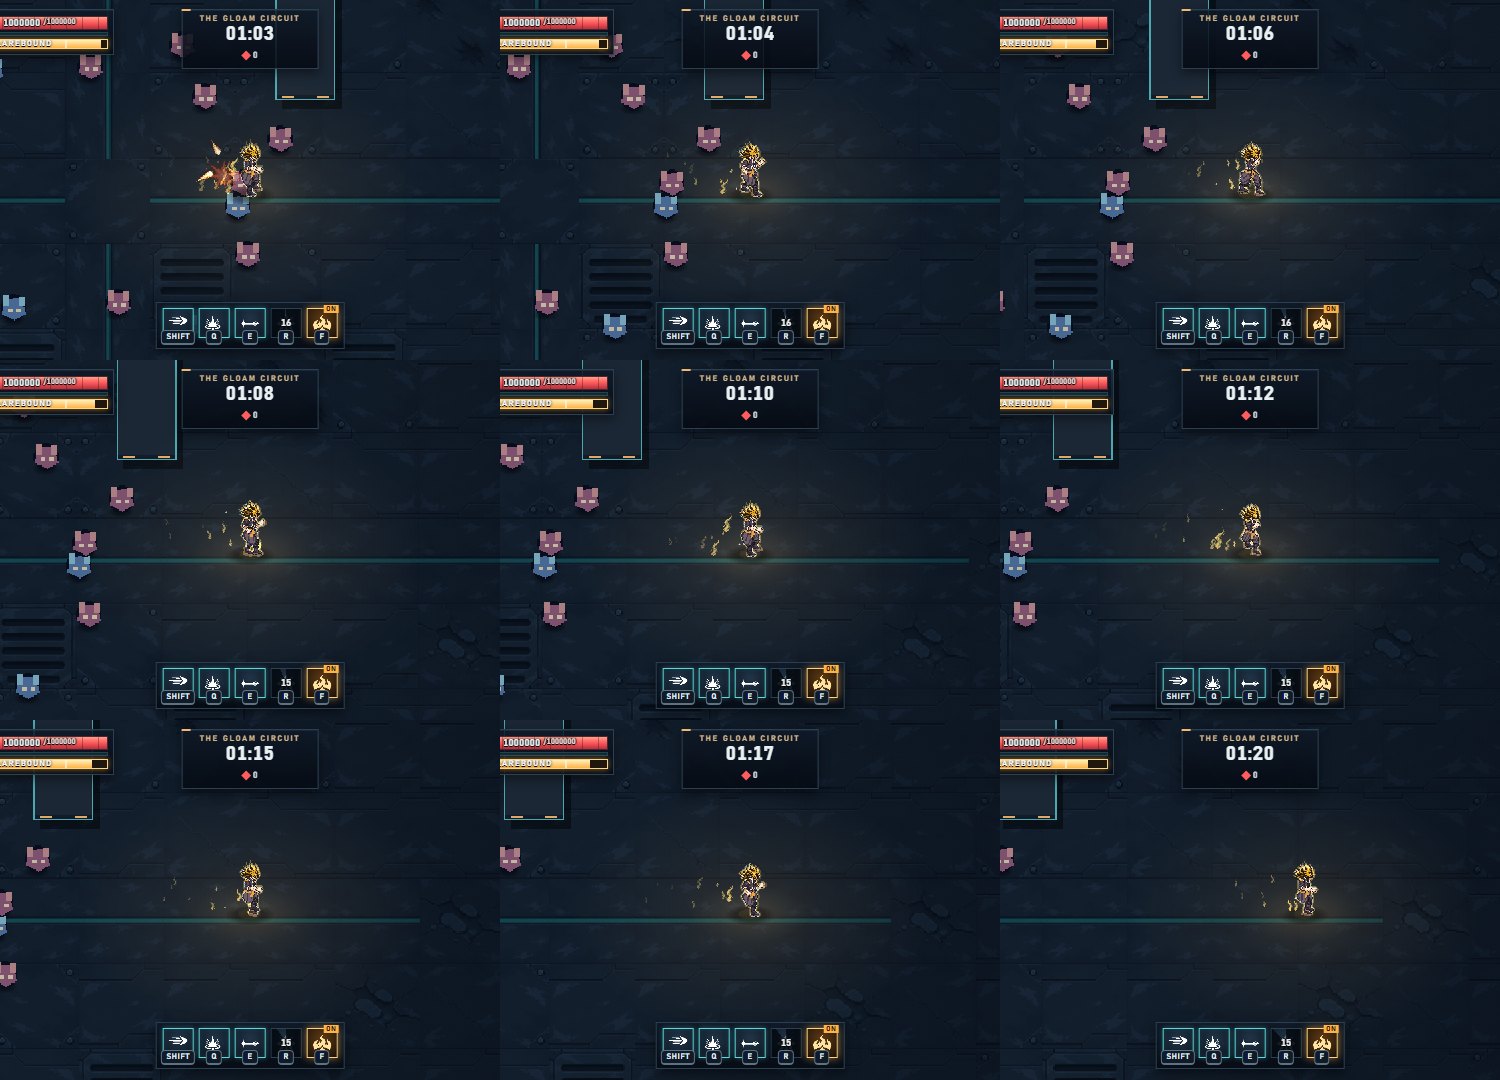 1000000/1000000
AREBOUND
THE GLOAM CIRCUIT
01:03
0
ON
16
SHIFT Q E R F
1000000/1000000
AREBOUND
THE GLOAM CIRCUIT
01:04
0
ON
16
SHIFT Q E R F
1000000/1000000
AREBOUND
THE GLOAM CIRCUIT
01:06
0
ON
16
SHIFT Q E R F
1000000/1000000
AREBOUND
THE GLOAM CIRCUIT
01:08
0
ON
15
SHIFT Q E R F
1000000/1000000
AREBOUND
THE GLOAM CIRCUIT
01:10
0
ON
15
SHIFT Q E R F
1000000/1000000
AREBOUND
THE GLOAM CIRCUIT
01:12
0
ON
15
SHIFT Q E R F
1000000/1000000
AREBOUND
THE GLOAM CIRCUIT
01:15
0
ON
15
SHIFT Q E R F
1000000/1000000
AREBOUND
THE GLOAM CIRCUIT
01:17
0
ON
15
SHIFT Q E R F
1000000/1000000
AREBOUND
THE GLOAM CIRCUIT
01:20
0
ON
15
SHIFT Q E R F